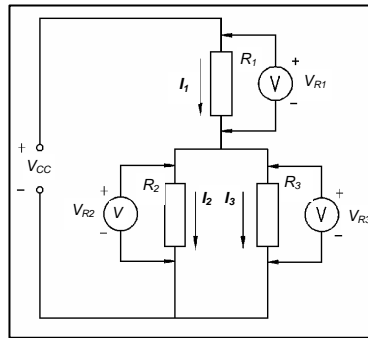 R1
I1
+
V
−
VR1
+
VCC
−
+
VR2
V
−
R2
I2
I3
R3
+
V
−
VR3